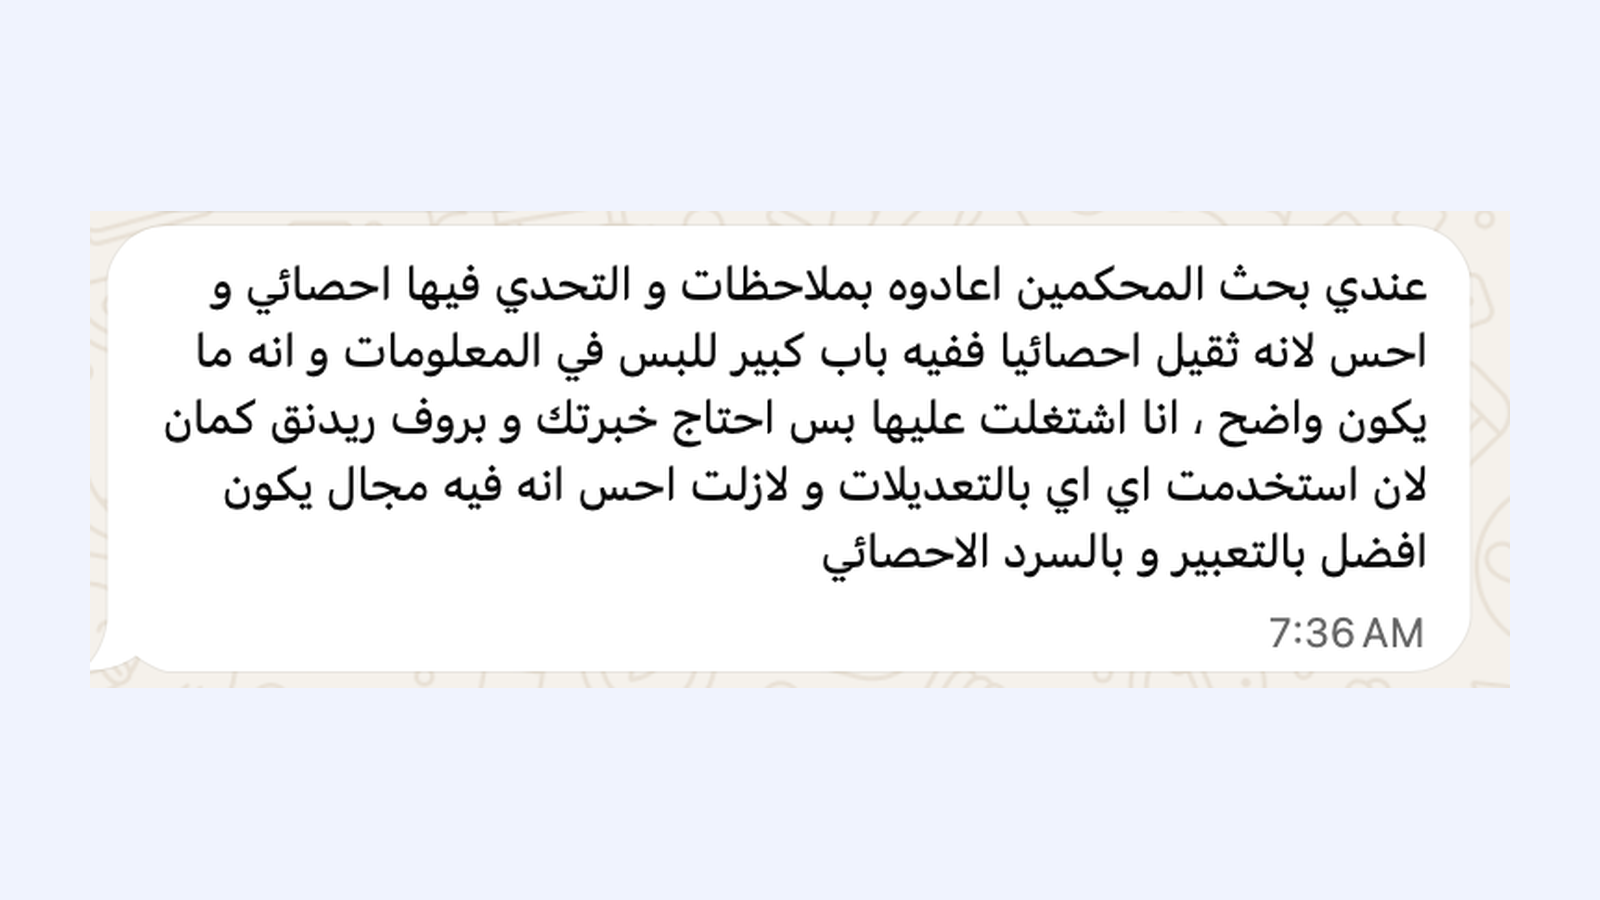 عندي بحث المحكمين اعادوه بملاحظات و التحدي فيها احصائي و
احس لانه ثقيل احصائيا ففيه باب كبير للبس في المعلومات و انه ما
يكون واضح ، انا اشتغلت عليها بس احتاج خبرتك و بروف ريدنق كمان
لان استخدمت اي اي بالتعديلات و لازلت احس انه فيه مجال يكون
افضل بالتعبير و بالسرد الاحصائي
7:36 AM